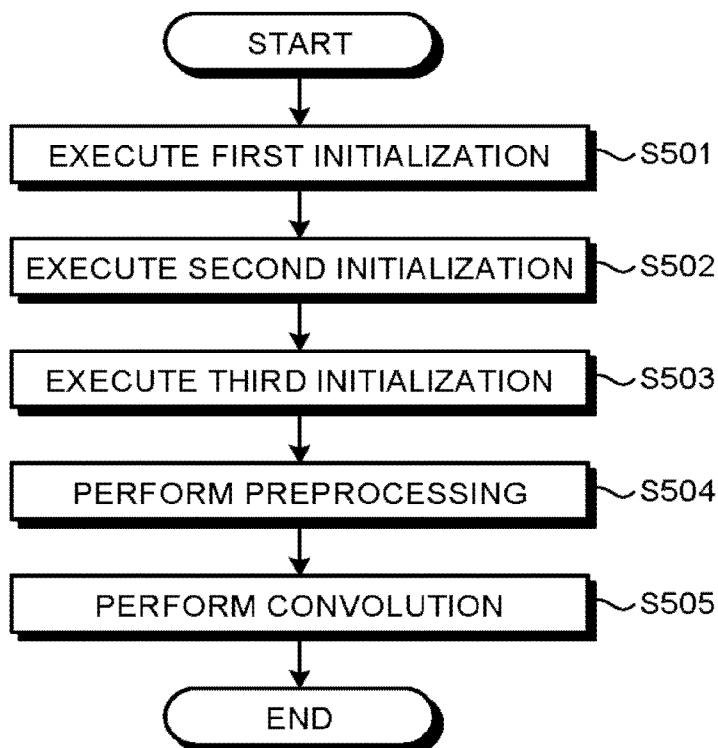 START
EXECUTE FIRST INITIALIZATION S501
EXECUTE SECOND INITIALIZATION S502
EXECUTE THIRD INITIALIZATION S503
PERFORM PREPROCESSING S504
PERFORM CONVOLUTION S505
END